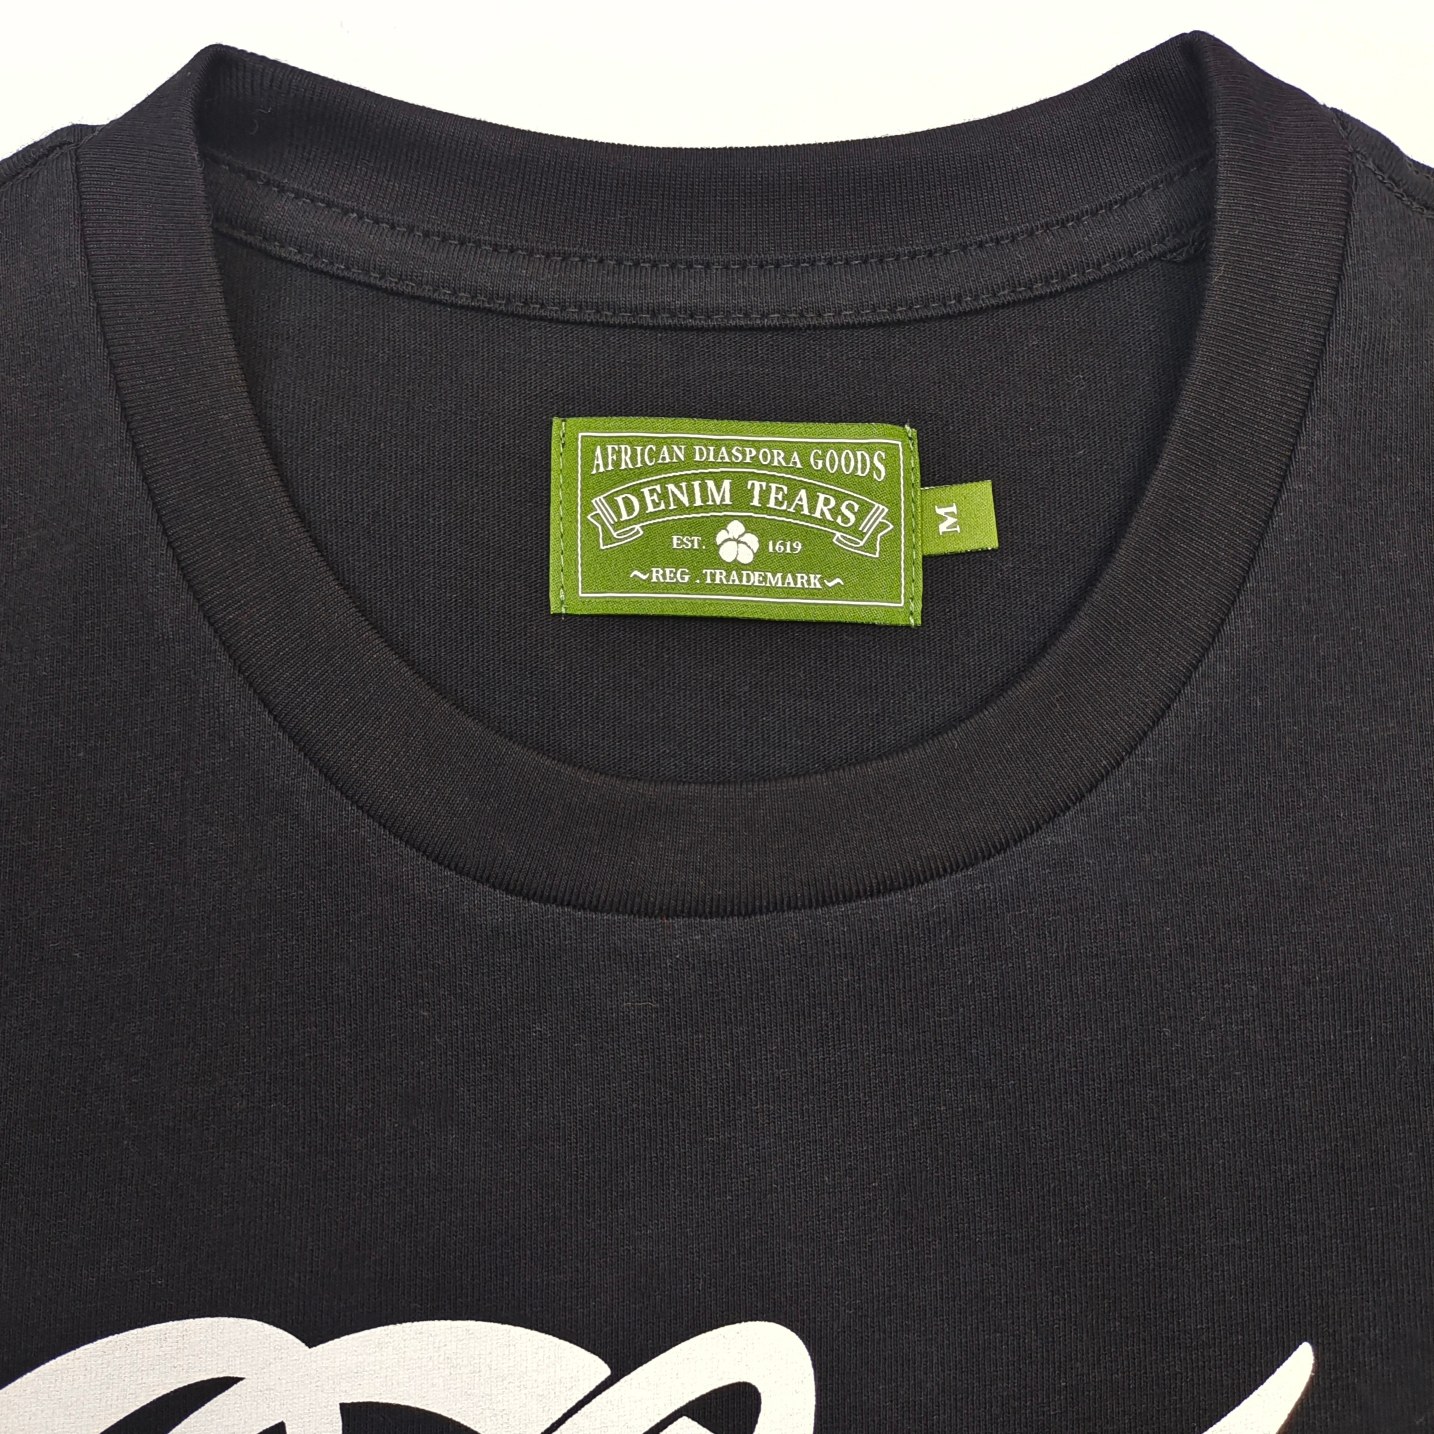 AFRICAN DIASPORA GOODS
DENIM TEARS
EST. 1619
~REG . TRADEMARK~
M